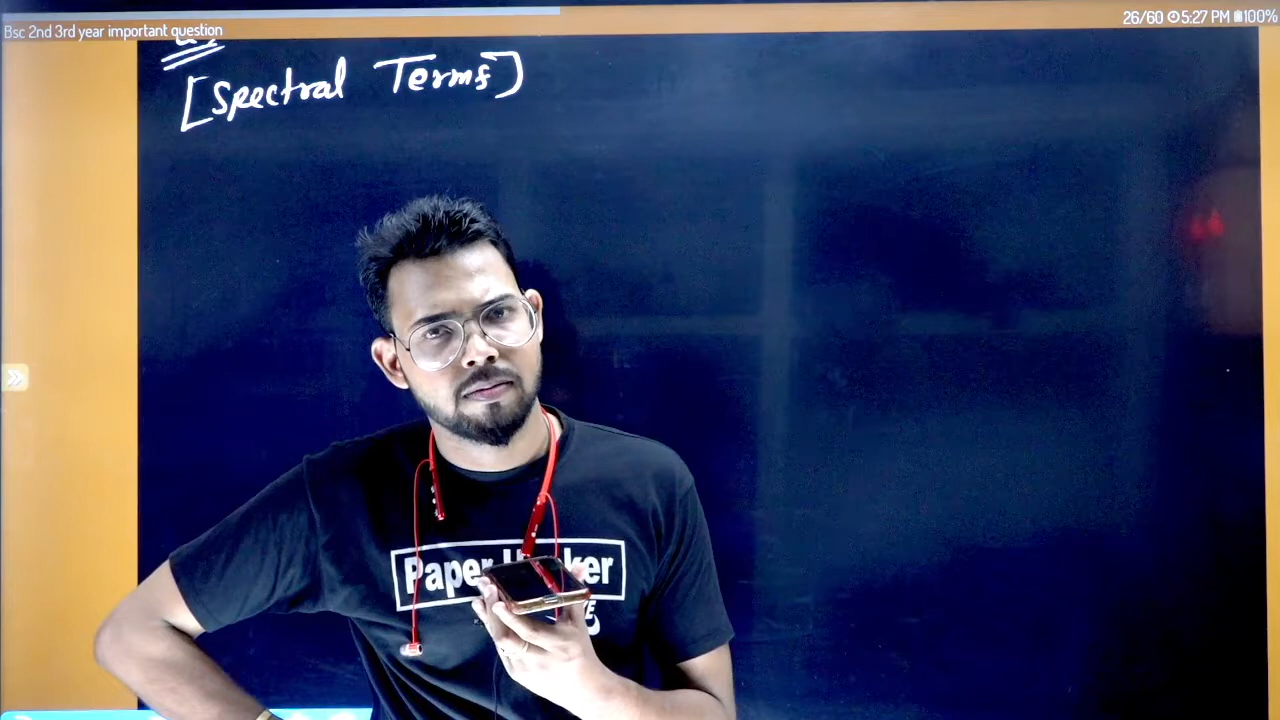 Bsc 2nd 3rd year important question
26/60 5:27 PM 100%
[Spectral Terms]